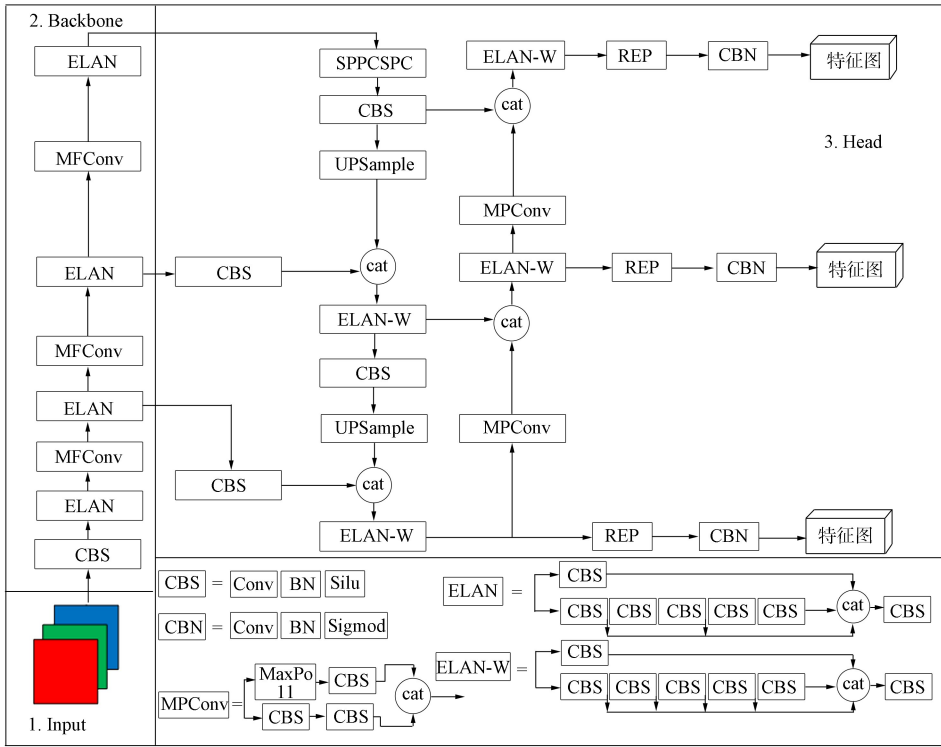 2. Backbone
ELAN
MFConv
ELAN
MFConv
ELAN
MFConv
ELAN
CBS
1. Input
SPPCSPC
CBS
UPSample
CBS
cat
ELAN-W
CBS
UPSample
CBS
cat
ELAN-W
ELAN-W
REP
CBN
特征图
cat
3. Head
MPConv
ELAN-W
REP
CBN
特征图
cat
MPConv
REP
CBN
特征图
CBS = Conv BN Silu
CBN = Conv BN Sigmod
MPConv=
MaxPo
11
CBS
CBS
CBS
cat
ELAN =
CBS
CBS CBS CBS CBS CBS
cat
CBS
ELAN-W =
CBS
CBS CBS CBS CBS CBS
cat
CBS